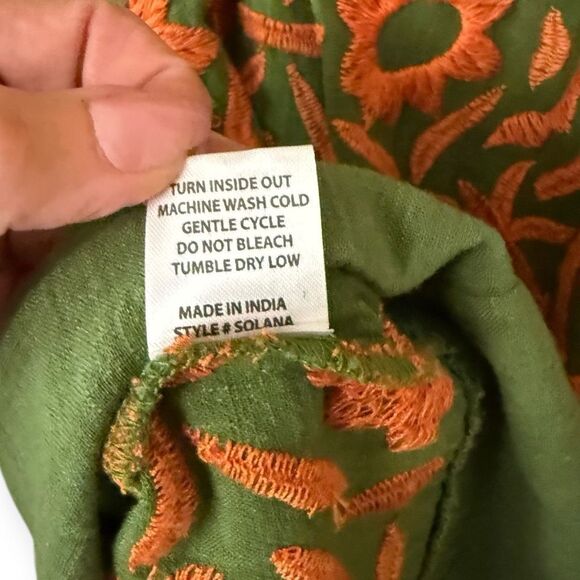 TURN INSIDE OUT
MACHINE WASH COLD
GENTLE CYCLE
DO NOT BLEACH
TUMBLE DRY LOW
MADE IN INDIA
STYLE # SOLANA